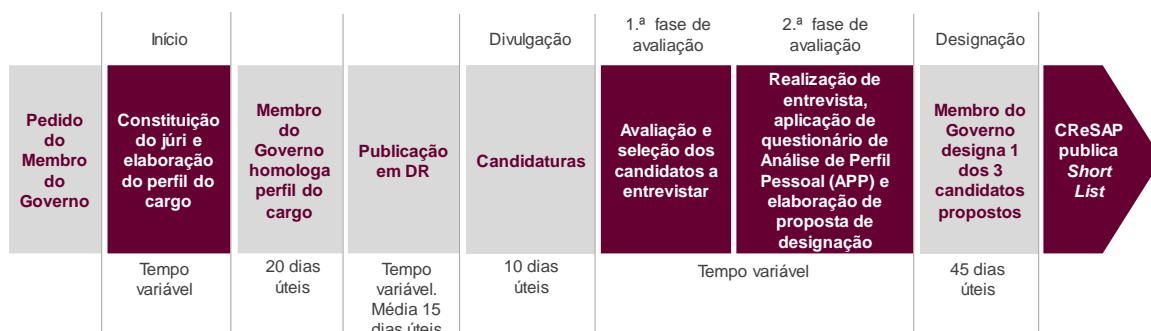 Início
Divulgação
1.ª fase de
avaliação
2.ª fase de
avaliação
Designação
Pedido
do
Membro
do
Governo
Constituição
do júri e
elaboração
do perfil do
cargo
Membro
do
Governo
homologa
perfil do
cargo
Publicação
em DR
Candidaturas
Avaliação e
seleção dos
candidatos a
entrevistar
Realização de
entrevista,
aplicação de
questionário de
Análise de Perfil
Pessoal (APP) e
elaboração de
proposta de
designação
Membro do
Governo
designa 1
dos 3
candidatos
propostos
CReSAP
publica
Short
List
Tempo
variável
20 dias
úteis
Tempo
variável.
Média 15
dias úteis
10 dias
úteis
Tempo variável
45 dias
úteis